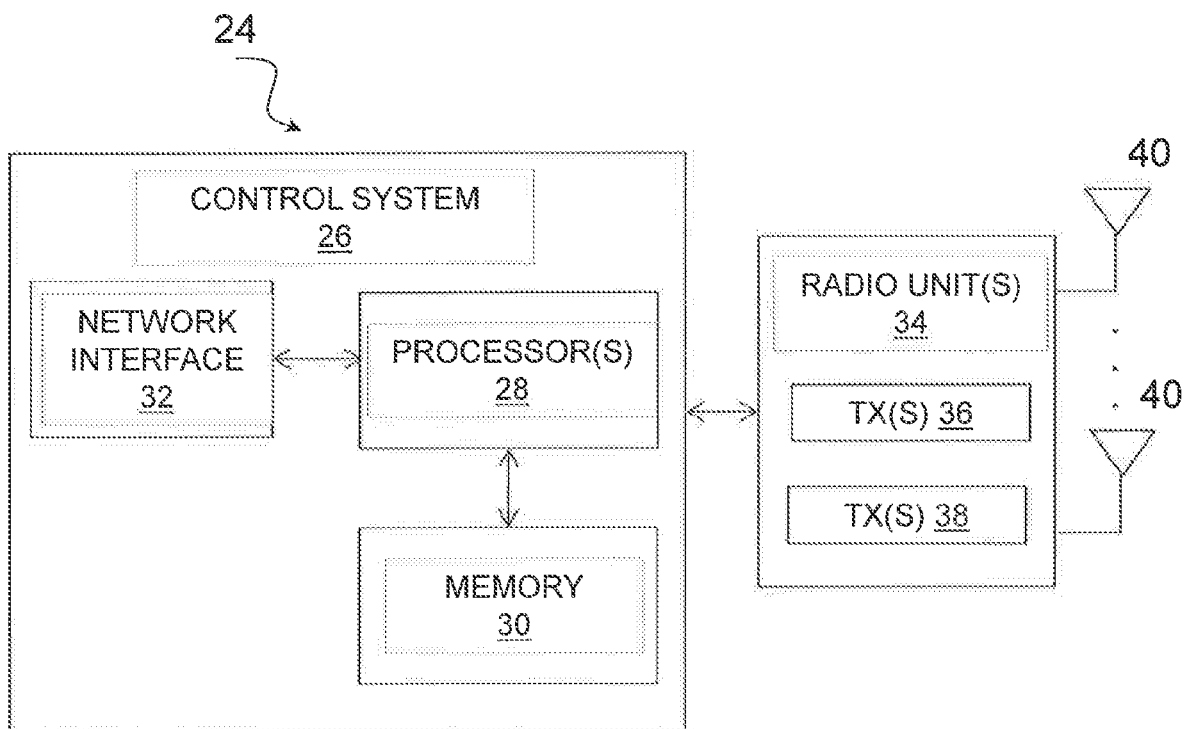 24
CONTROL SYSTEM
26
NETWORK
INTERFACE
32
PROCESSOR(S)
28
MEMORY
30
RADIO UNIT(S)
34
TX(S) 36
TX(S) 38
40
40